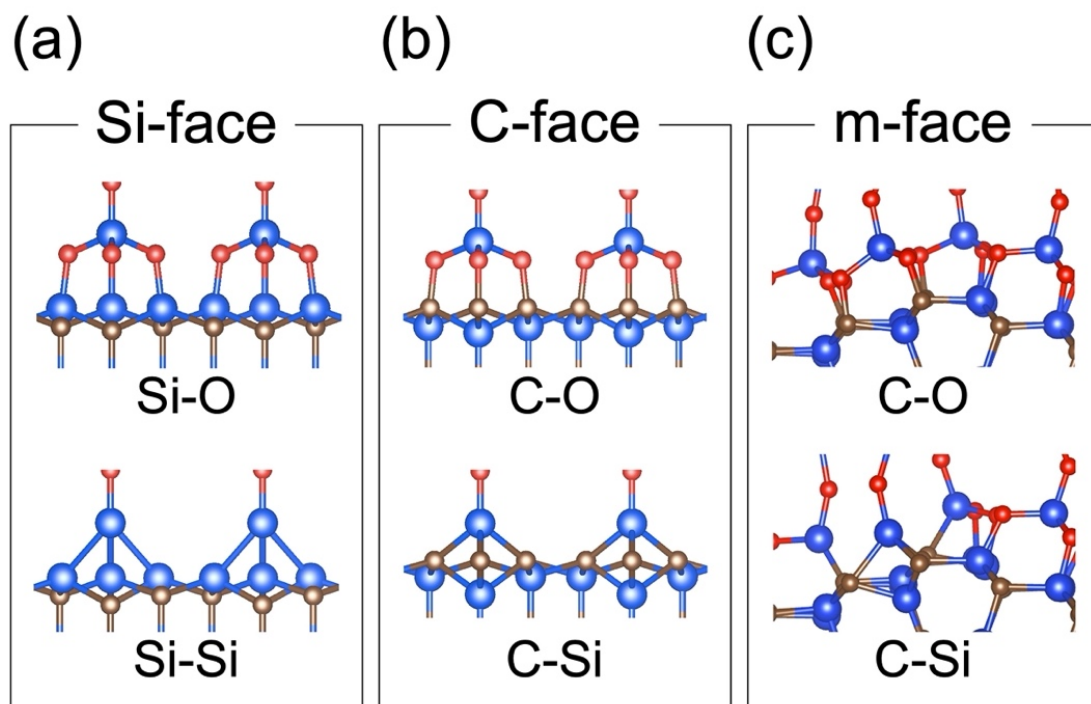 (a)
(b)
(c)
Si-face
C-face
m-face
Si-O
C-O
C-O
Si-Si
C-Si
C-Si